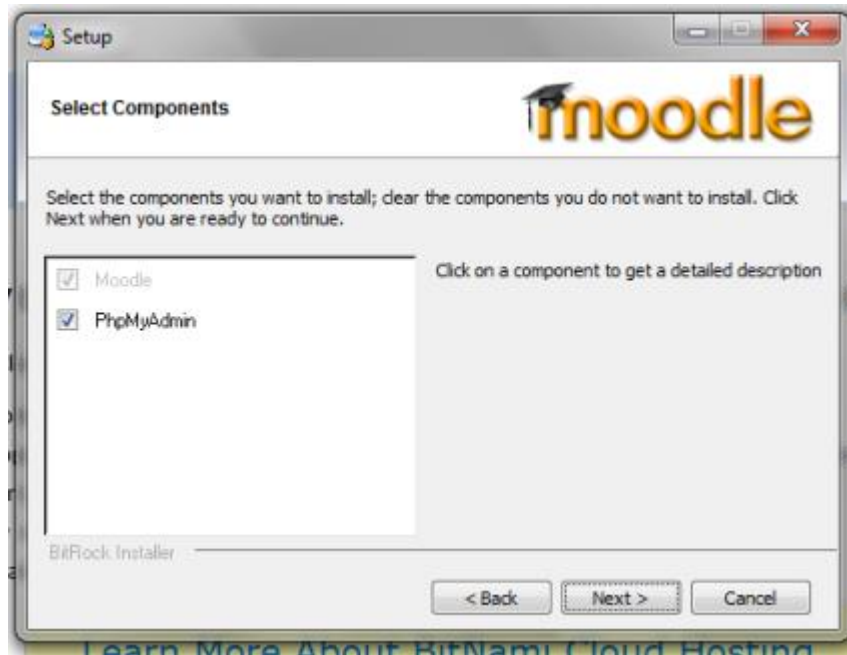 Setup
Select Components
moodle
Select the components you want to install; clear the components you do not want to install. Click
Next when you are ready to continue.
Moodle
PhpMyAdmin
Click on a component to get a detailed description
BitRock Installer
< Back
Next >
Cancel
Learn More About BitNami Cloud Hosting